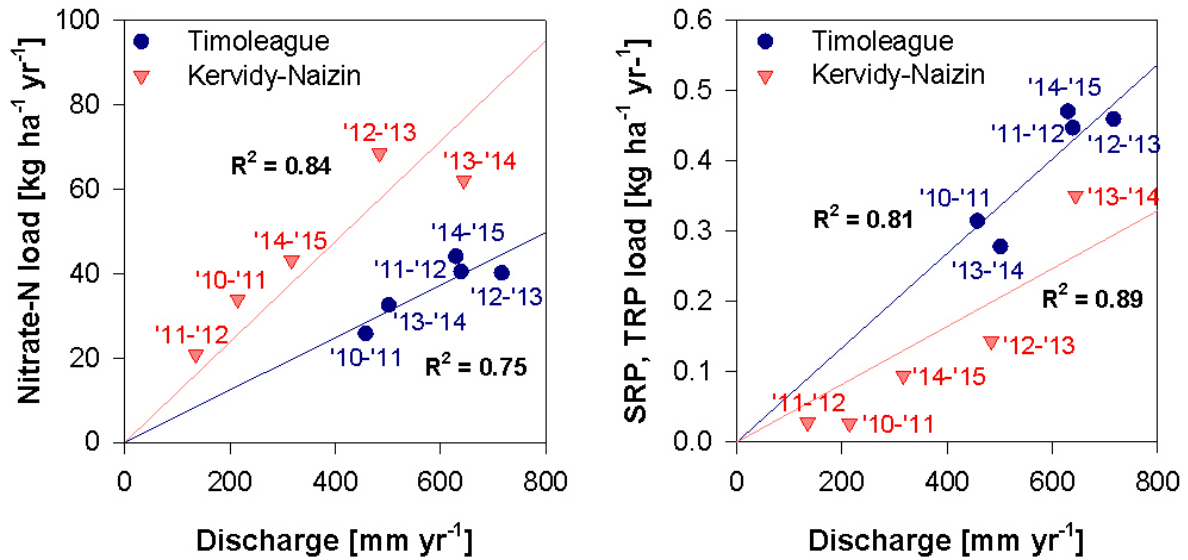 Nitrate-N load [kg ha⁻¹ yr⁻¹]
100
80
60
40
20
0
Timoleague
Kervidy-Naizin
'12-'13
R² = 0.84
'13-'14
'14-'15
'14-'15
'10-'11
'11-'12
'12-'13
'11-'12
'13-'14
'10-'11
R² = 0.75
0 200 400 600 800
Discharge [mm yr⁻¹]
SRP, TRP load [kg ha⁻¹ yr-¹]
0.6
0.5
0.4
0.3
0.2
0.1
0.0
Timoleague
Kervidy-Naizin
'14-'15
'11-'12
'12-'13
'10-'11
'13-'14
R² = 0.81
'13-'14
R² = 0.89
'12-'13
'14-'15
'11-'12
'10-'11
0 200 400 600 800
Discharge [mm yr⁻¹]